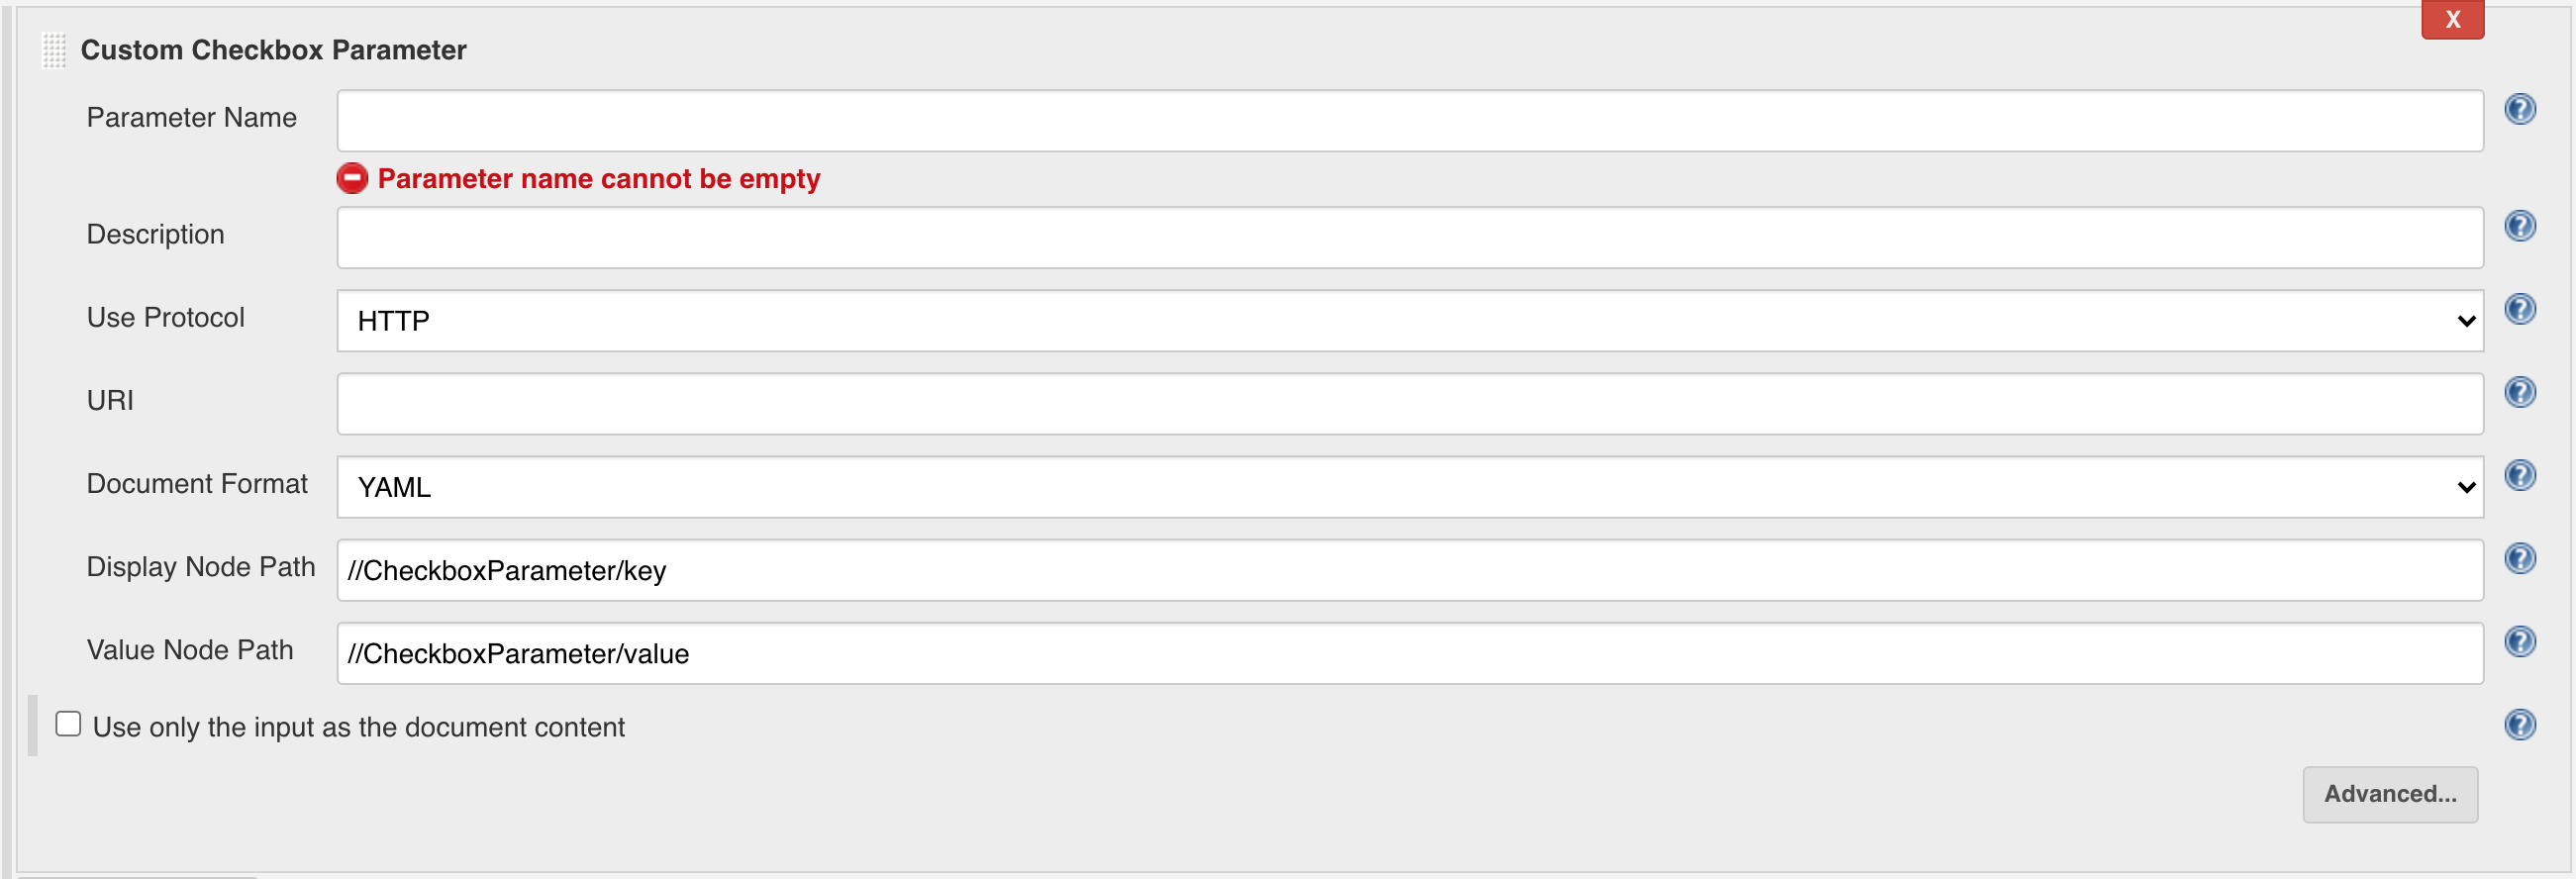 X
Custom Checkbox Parameter
Parameter Name
Parameter name cannot be empty
Description
Use Protocol HTTP
URI
Document Format YAML
Display Node Path //CheckboxParameter/key
Value Node Path //CheckboxParameter/value
Use only the input as the document content
Advanced...